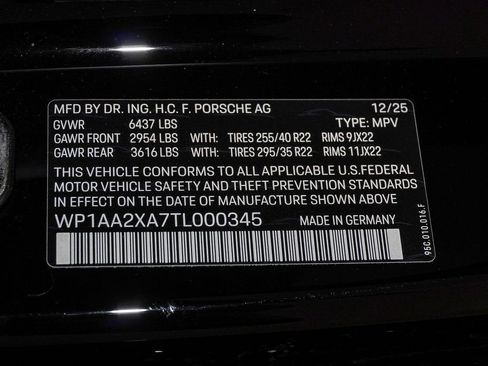 MFD BY DR. ING. H.C. F. PORSCHE AG 12/25
GVWR 6437 LBS TYPE: MPV
GAWR FRONT 2954 LBS WITH: TIRES 255/40 R22 RIMS 9JX22
GAWR REAR 3616 LBS WITH: TIRES 295/35 R22 RIMS 11JX22
THIS VEHICLE CONFORMS TO ALL APPLICABLE U.S.FEDERAL
MOTOR VEHICLE SAFETY AND THEFT PREVENTION STANDARDS
IN EFFECT ON THE DATE OF MANUFACTURE SHOWN ABOVE
WP1AA2XA7TL000345 MADE IN GERMANY
95C.010.016.F